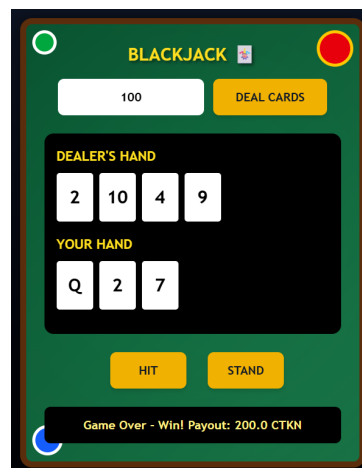 BLACKJACK 🃏
100 DEAL CARDS
DEALER'S HAND
2 10 4 9
YOUR HAND
Q 2 7
HIT STAND
Game Over - Win! Payout: 200.0 CTKN